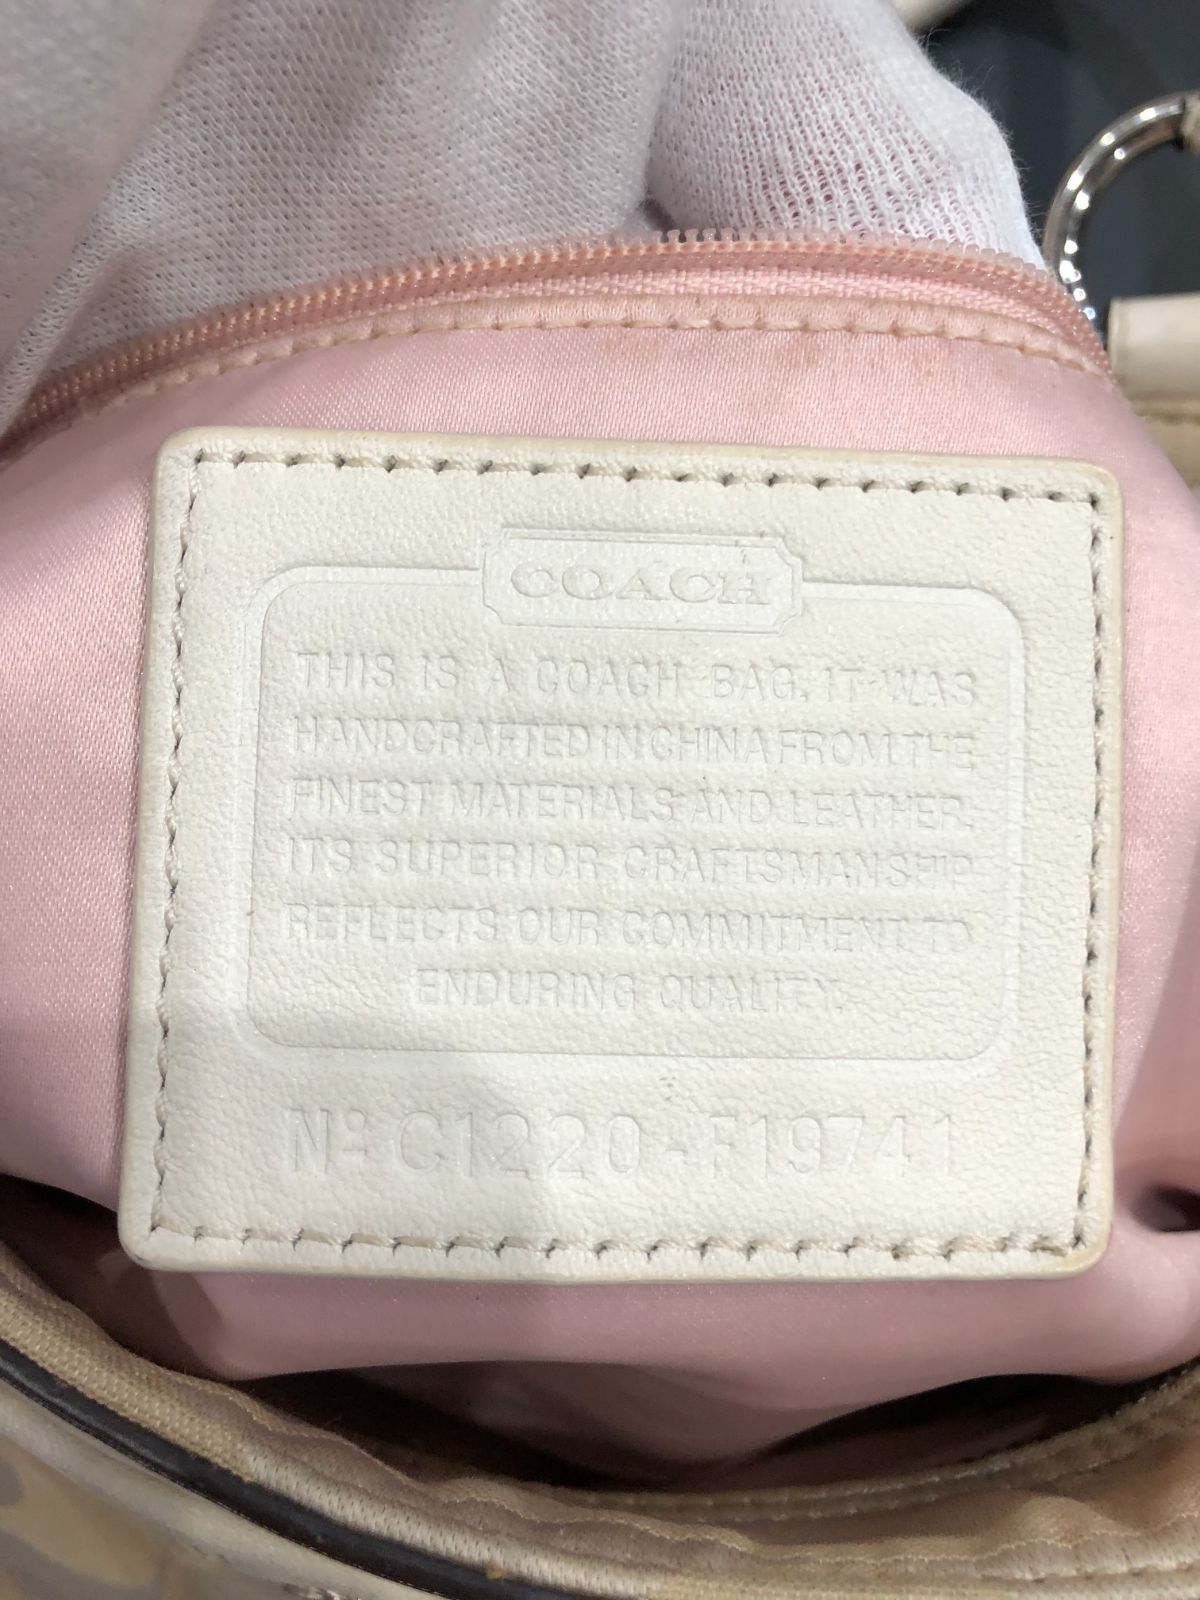 COACH
THIS IS A COACH BAG. IT WAS
HANDCRAFTED IN CHINA FROM THE
FINEST MATERIALS AND LEATHER.
ITS SUPERIOR CRAFTSMANSHIP
REFLECTS OUR COMMITMENT TO
ENDURING QUALITY.
Nº C1220-F19741